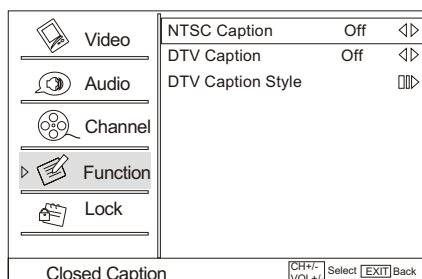 Video
Audio
Channel
Function
Lock
NTSC Caption Off
DTV Caption Off
DTV Caption Style
Closed Caption
CH+/-
VOL+/- Select EXIT Back